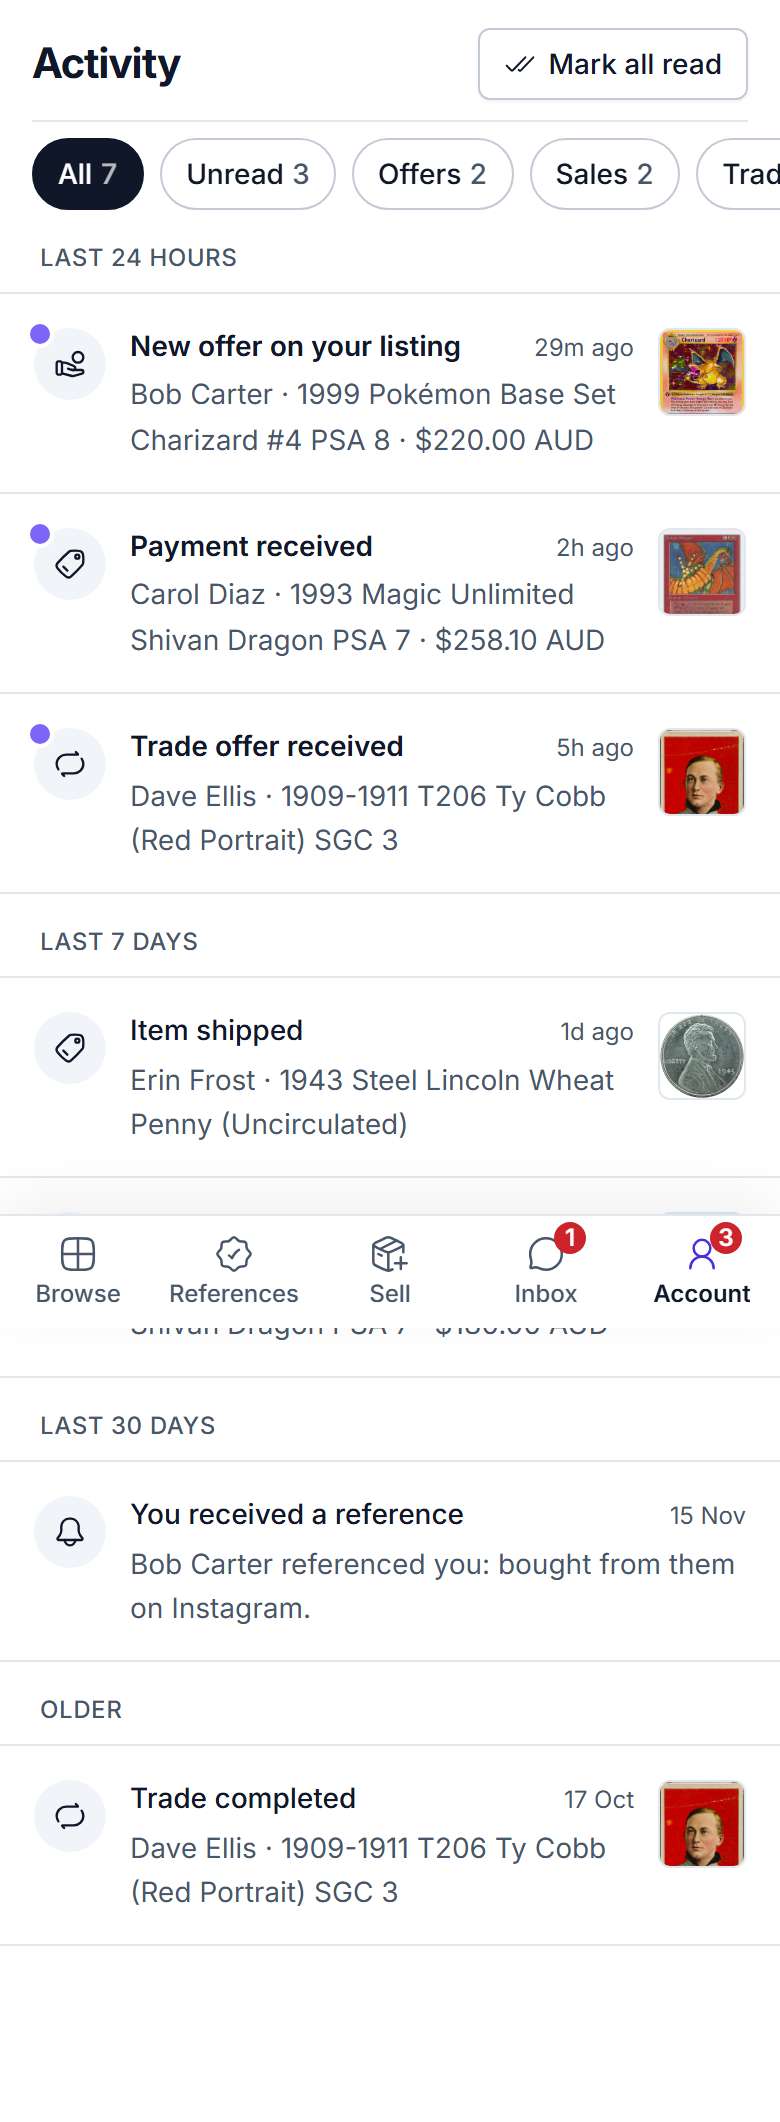 Activity
Mark all read
All 7
Unread 3
Offers 2
Sales 2
Trad
LAST 24 HOURS
New offer on your listing
29m ago
Bob Carter · 1999 Pokémon Base Set
Charizard #4 PSA 8 · $220.00 AUD
Payment received
2h ago
Carol Diaz · 1993 Magic Unlimited
Shivan Dragon PSA 7 · $258.10 AUD
Trade offer received
5h ago
Dave Ellis · 1909-1911 T206 Ty Cobb
(Red Portrait) SGC 3
LAST 7 DAYS
Item shipped
1d ago
Erin Frost · 1943 Steel Lincoln Wheat
Penny (Uncirculated)
Browse
References
Sell
1
Inbox
3
Account
Shivan Dragon PSA 7
AUD
LAST 30 DAYS
You received a reference
15 Nov
Bob Carter referenced you: bought from them
on Instagram.
OLDER
Trade completed
17 Oct
Dave Ellis · 1909-1911 T206 Ty Cobb
(Red Portrait) SGC 3